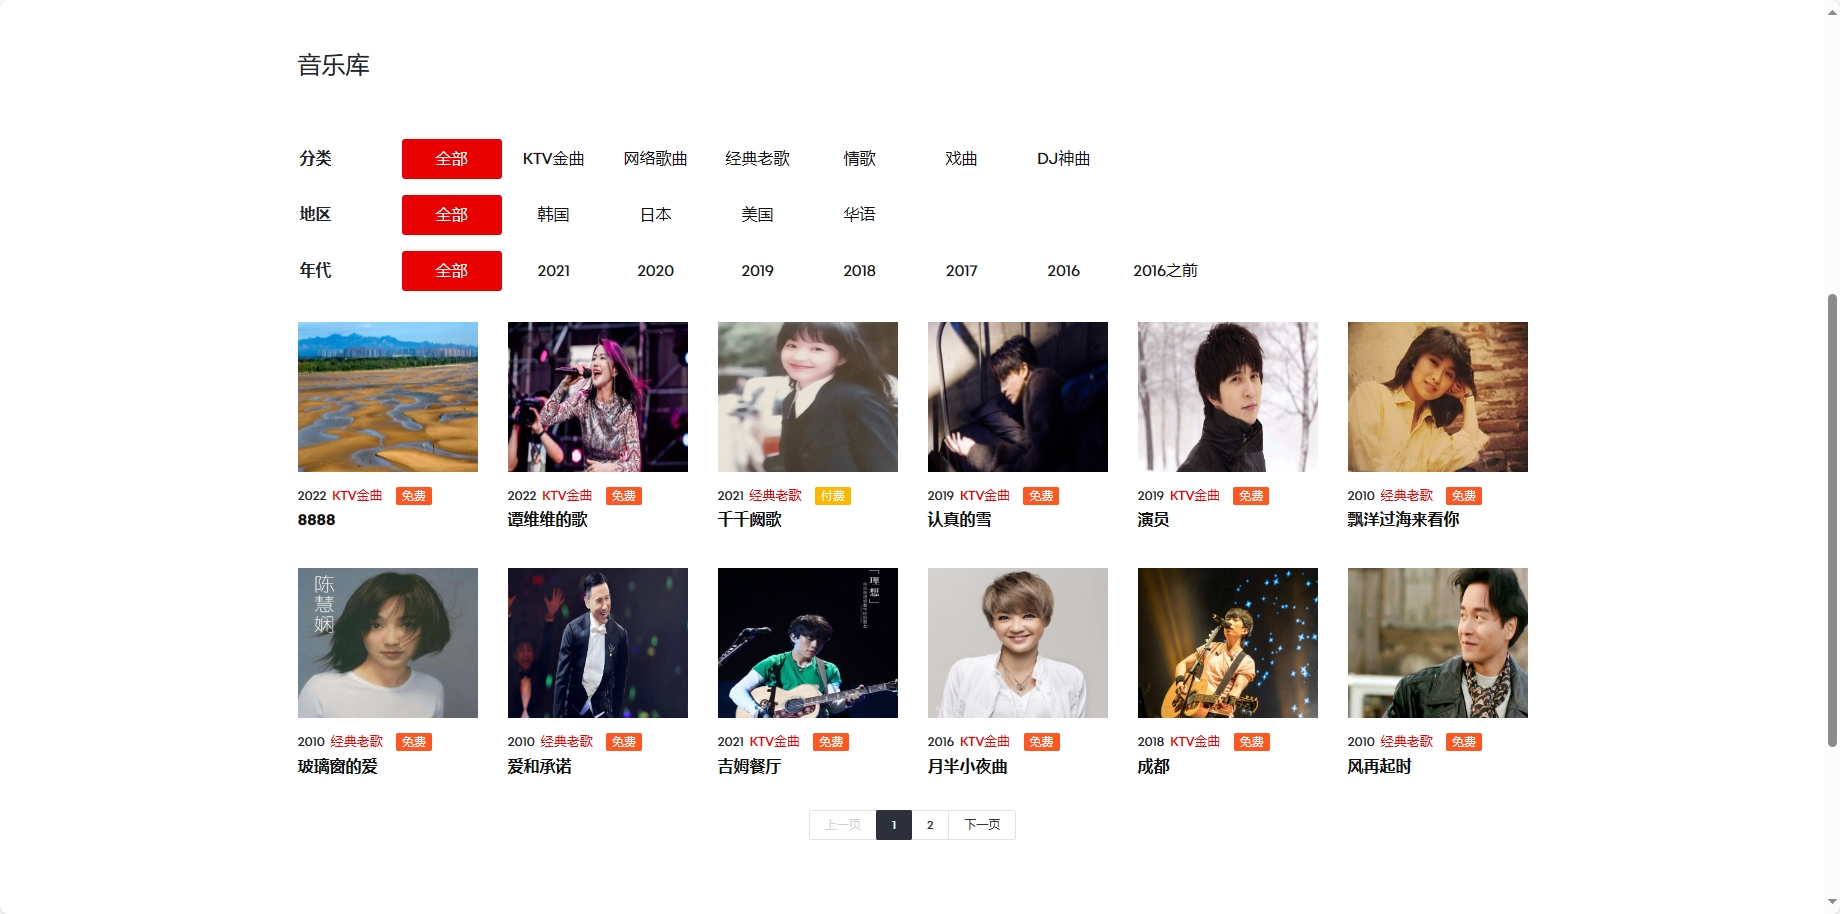 音乐库
分类 全部 KTV金曲 网络歌曲 经典老歌 情歌 戏曲 DJ神曲
地区 全部 韩国 日本 美国 华语
年代 全部 2021 2020 2019 2018 2017 2016 2016之前
2022 KTV金曲 免费
8888
2022 KTV金曲 免费
谭维维的歌
2021 经典老歌 付费
千千阙歌
2019 KTV金曲 免费
认真的雪
2019 KTV金曲 免费
演员
2010 经典老歌 免费
飘洋过海来看你
陈慧娴
2010 经典老歌 免费
玻璃窗的爱
2010 经典老歌 免费
爱和承诺
「理想」
2021 KTV金曲 免费
吉姆餐厅
2016 KTV金曲 免费
月半小夜曲
2018 KTV金曲 免费
成都
2010 经典老歌 免费
风再起时
上一页 1 2 下一页